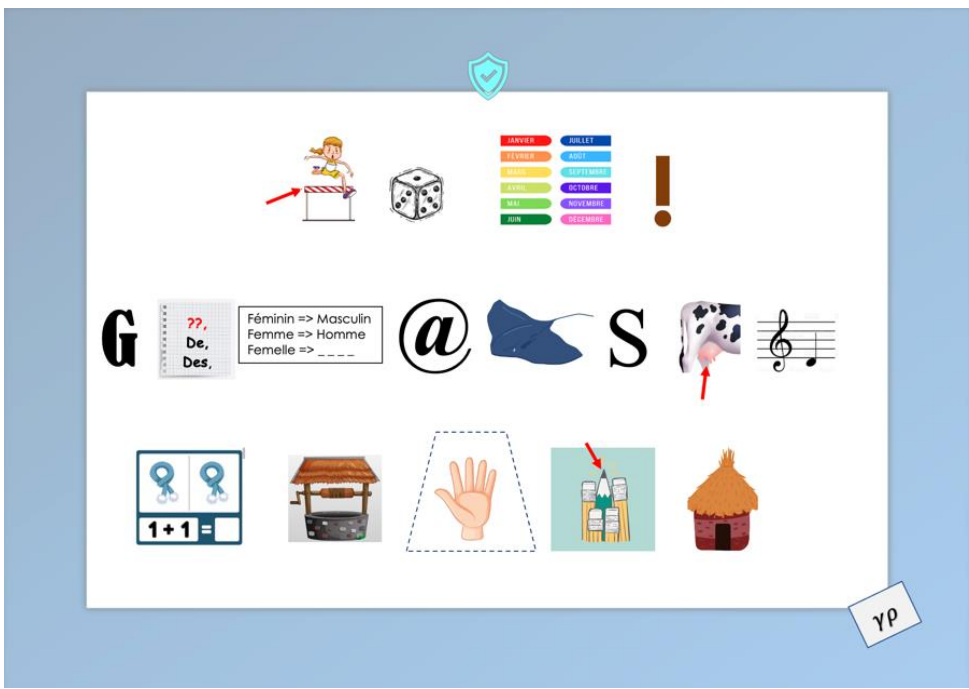 JANVIER JUILLET
FÉVRIER AOÛT
MARS SEPTEMBRE
AVRIL OCTOBRE
MAI NOVEMBRE
JUIN DÉCEMBRE
!
G
??,
De,
Des,
Féminin => Masculin
Femme => Homme
Femelle => _ _ _ _
@
S
1 + 1 =
γρ